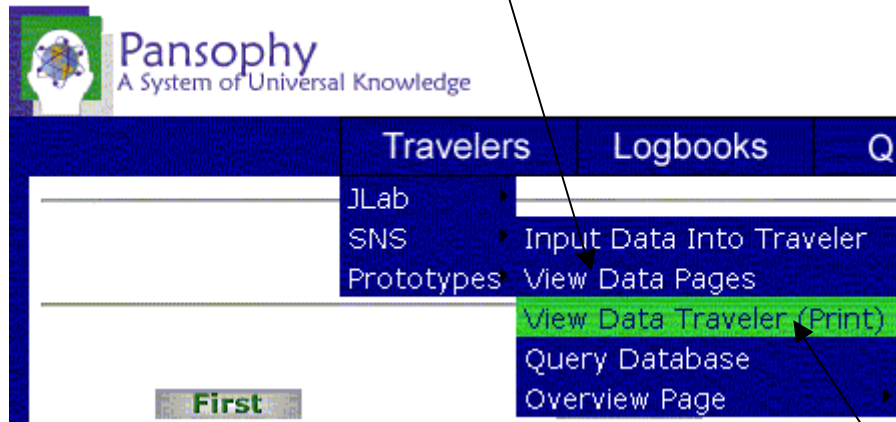 Pansophy
A System of Universal Knowledge
Travelers Logbooks Q
JLab
SNS
Prototypes
Input Data Into Traveler
View Data Pages
View Data Traveler (Print)
Query Database
Overview Page
First